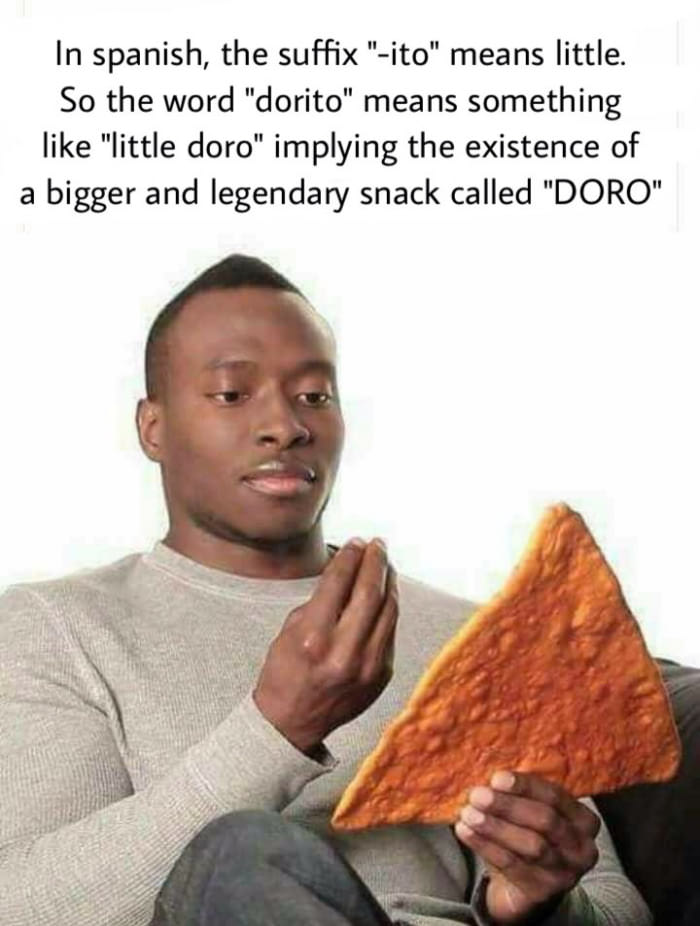 In spanish, the suffix "-ito" means little.
So the word "dorito" means something
like "little doro" implying the existence of
a bigger and legendary snack called "DORO"